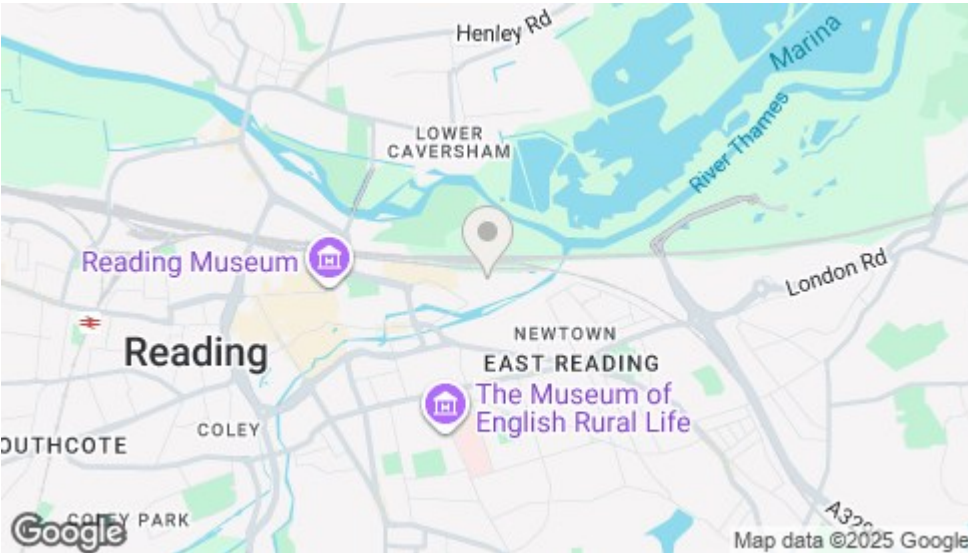 Henley Rd
Marina
LOWER
CAVERSHAM
River Thames
Reading Museum
London Rd
NEWTOWN
Reading
EAST READING
The Museum of
English Rural Life
COLEY
OUTHCOTE
PARK
Google
Map data ©2025 Google